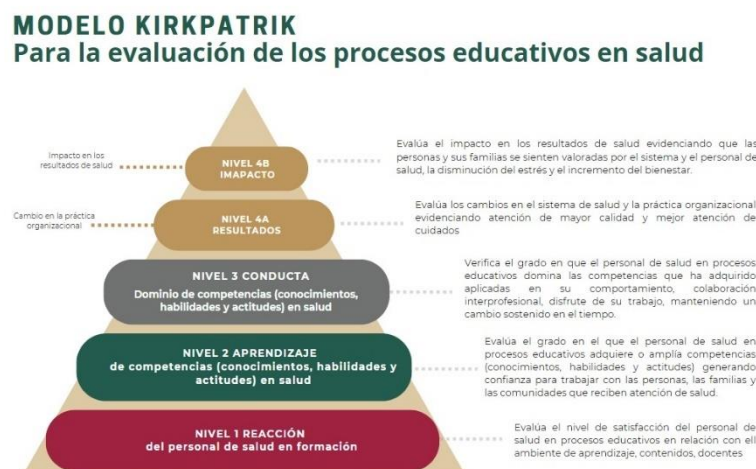 MODELO KIRKPATRIK
Para la evaluación de los procesos educativos en salud
Impacto en los
resultados de salud
NIVEL 4B
IMAPACTO
Evalúa el impacto en los resultados de salud evidenciando que las
personas y sus familias se sienten valoradas por el sistema y el personal de
salud, la disminución del estrés y el incremento del bienestar.
Cambio en la práctica
organizacional
NIVEL 4A
RESULTADOS
Evalúa los cambios en el sistema de salud y la práctica organizacional
evidenciando atención de mayor calidad y mejor atención de
cuidados
NIVEL 3 CONDUCTA
Dominio de competencias (conocimientos,
habilidades y actitudes) en salud
Verifica el grado en que el personal de salud en procesos
educativos domina las competencias que ha adquirido
aplicadas en su comportamiento, colaboración
interprofesional, disfrute de su trabajo, manteniendo un
cambio sostenido en el tiempo.
NIVEL 2 APRENDIZAJE
de competencias (conocimientos, habilidades y
actitudes) en salud
Evalúa el grado en el que el personal de salud en
procesos educativos adquiere o amplía competencias
(conocimientos, habilidades y actitudes) generando
confianza para trabajar con las personas, las familias y
las comunidades que reciben atención de salud.
NIVEL 1 REACCIÓN
del personal de salud en formación
Evalúa el nivel de satisfacción del personal de
salud en procesos educativos en relación con ell
ambiente de aprendizaje, contenidos, docentes